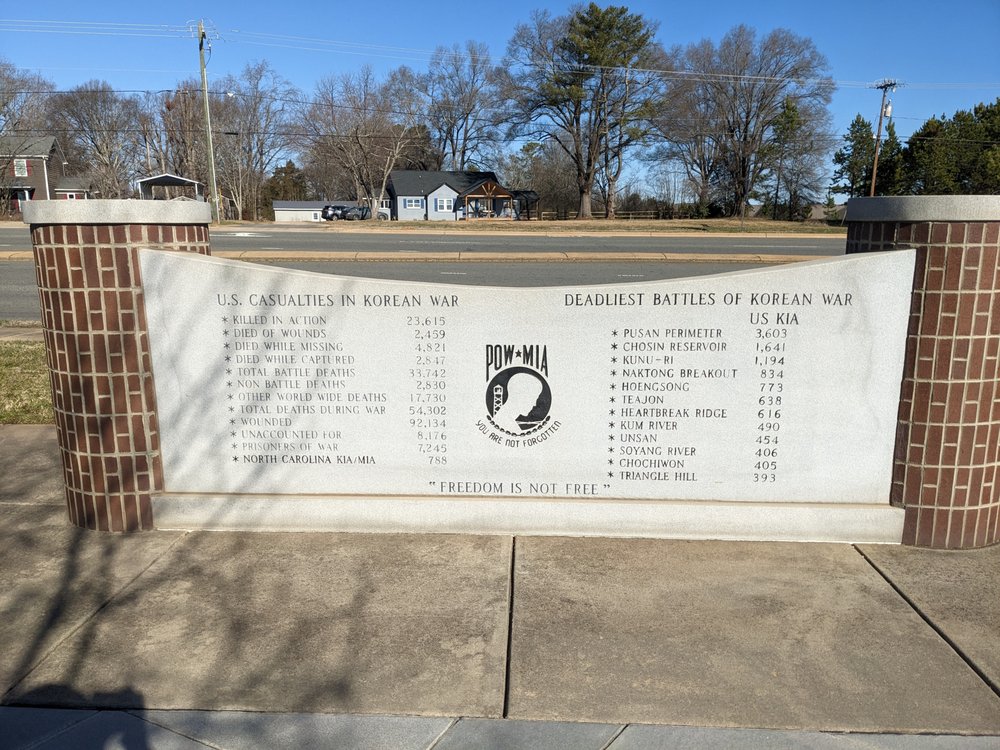 U.S. CASUALTIES IN KOREAN WAR
* KILLED IN ACTION 23,615
* DIED OF WOUNDS 2,459
* DIED WHILE MISSING 4,821
* DIED WHILE CAPTURED 2,847
* TOTAL BATTLE DEATHS 33,742
* NON BATTLE DEATHS 2,830
* OTHER WORLD WIDE DEATHS 17,730
* TOTAL DEATHS DURING WAR 54,302
* WOUNDED 92,134
* UNACCOUNTED FOR 8,176
* PRISONERS OF WAR 7,245
* NORTH CAROLINA KIA/MIA 788
POW★MIA
YOU ARE NOT FORGOTTEN
DEADLIEST BATTLES OF KOREAN WAR
US KIA
* PUSAN PERIMETER 3,603
* CHOSIN RESERVOIR 1,641
* KUNU-RI 1,194
* NAKTONG BREAKOUT 834
* HOENGSONG 773
* TEAJON 638
* HEARTBREAK RIDGE 616
* KUM RIVER 490
* UNSAN 454
* SOYANG RIVER 406
* CHOCHIWON 405
* TRIANGLE HILL 393
"FREEDOM IS NOT FREE"